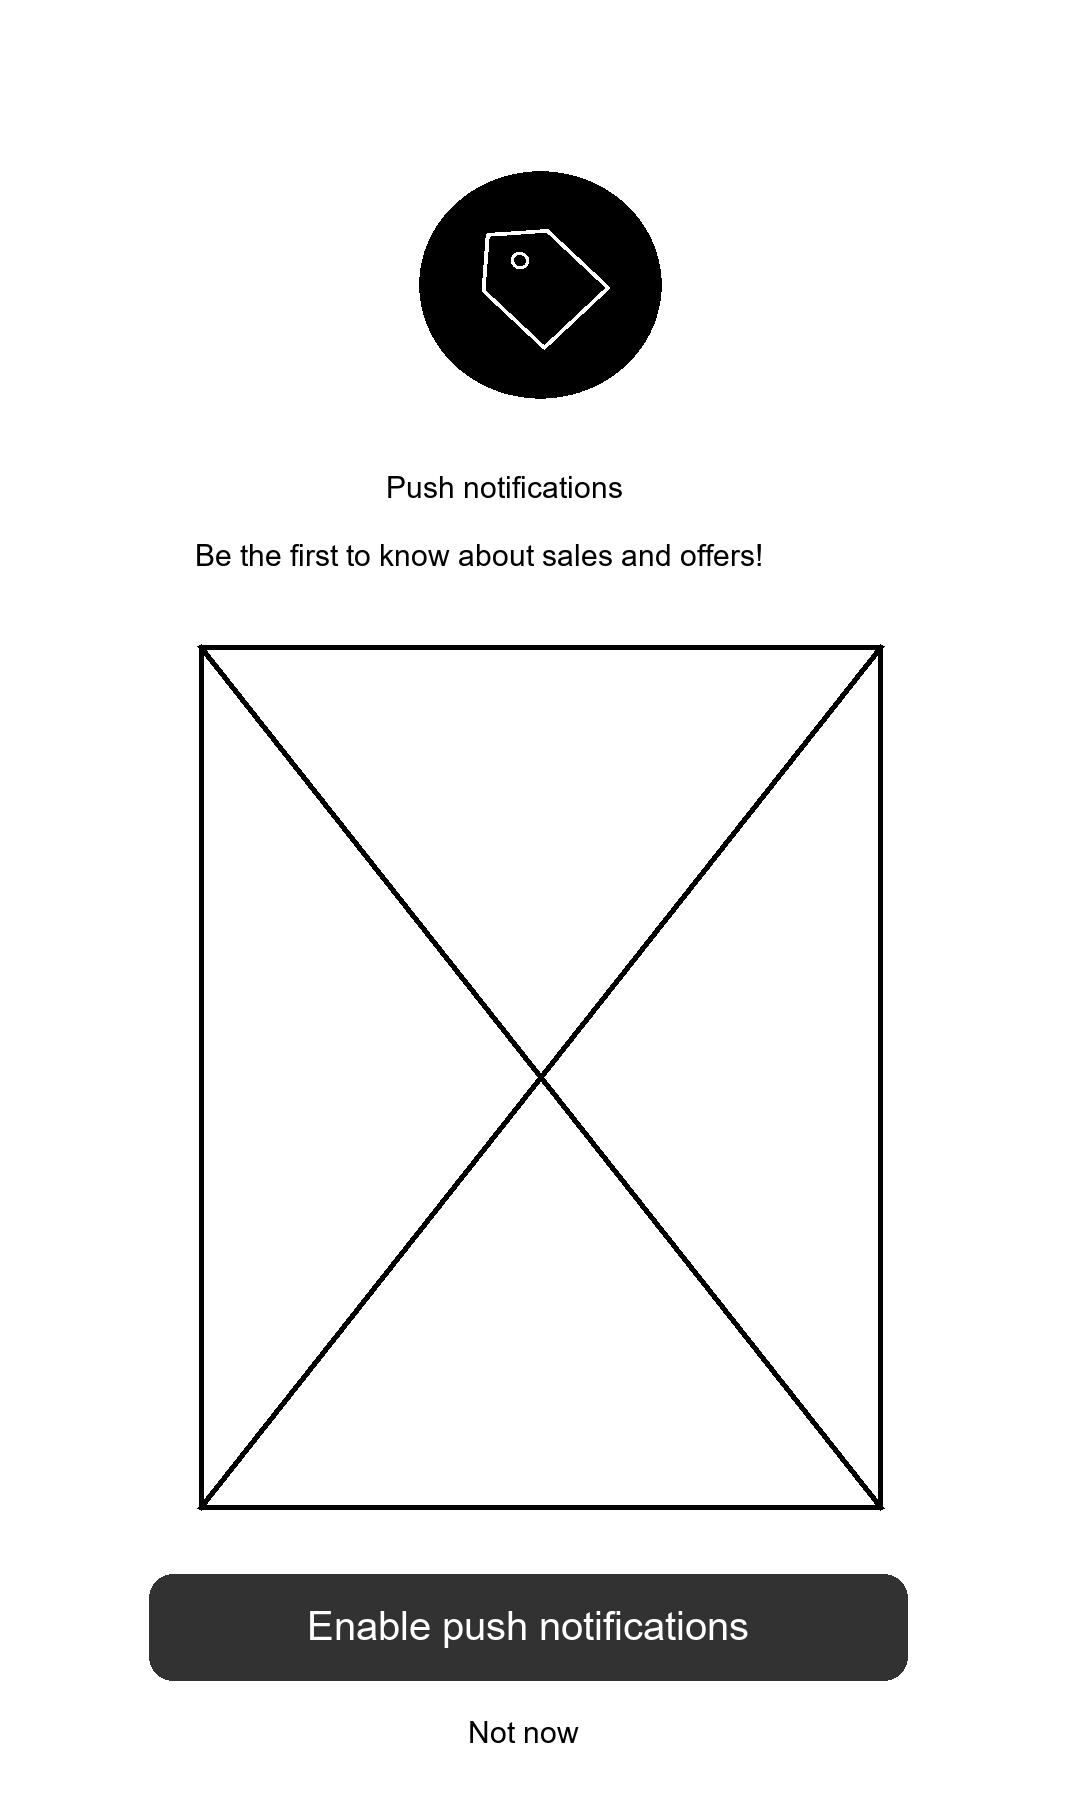 Push notifications
Be the first to know about sales and offers!
Enable push notifications
Not now